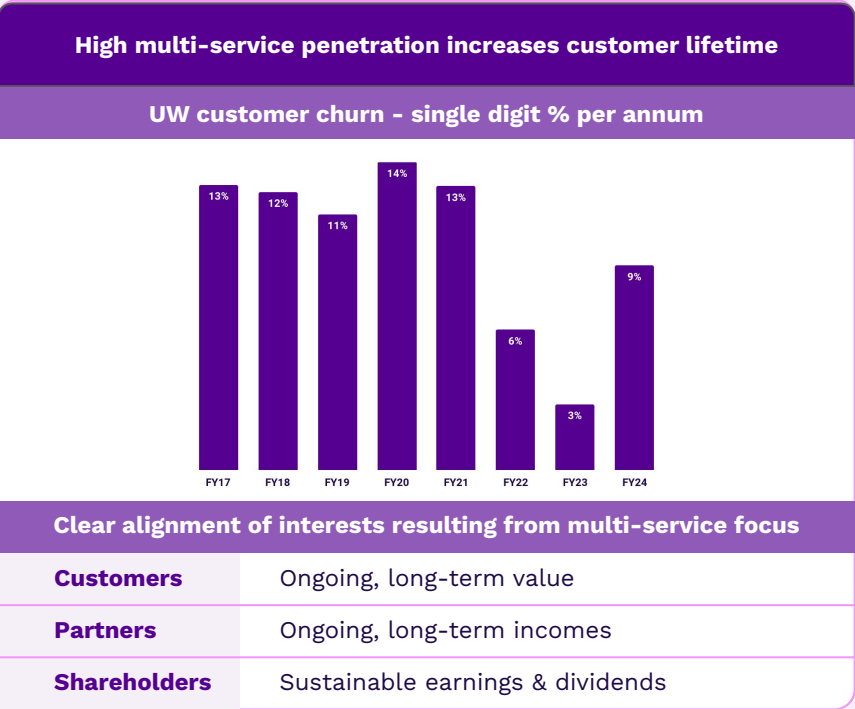 High multi-service penetration increases customer lifetime
UW customer churn - single digit % per annum
13%
12%
11%
14%
13%
6%
3%
9%
FY17
FY18
FY19
FY20
FY21
FY22
FY23
FY24
Clear alignment of interests resulting from multi-service focus
Customers
Ongoing, long-term value
Partners
Ongoing, long-term incomes
Shareholders
Sustainable earnings & dividends